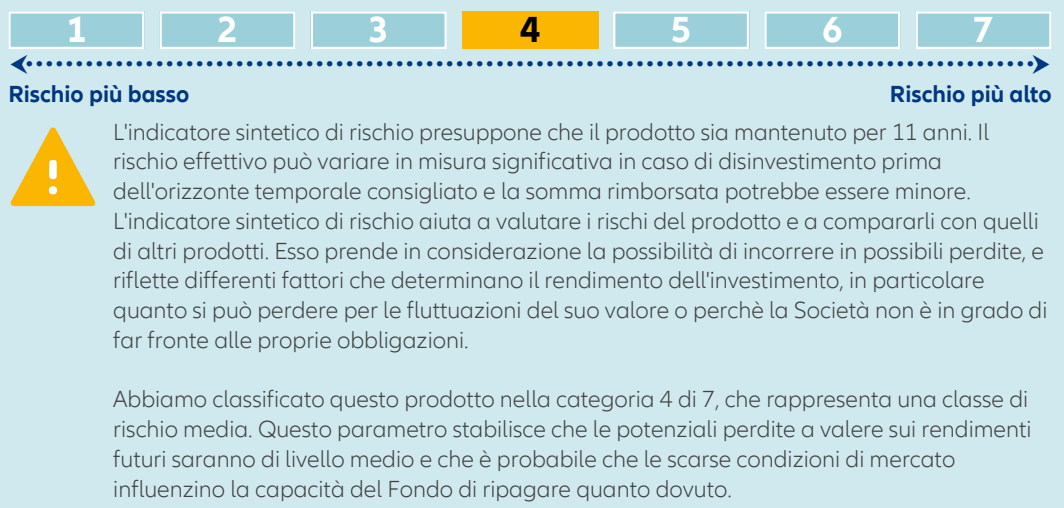 1 2 3 4 5 6 7
Rischio più basso Rischio più alto
L'indicatore sintetico di rischio presuppone che il prodotto sia mantenuto per 11 anni. Il
rischio effettivo può variare in misura significativa in caso di disinvestimento prima
dell'orizzonte temporale consigliato e la somma rimborsata potrebbe essere minore.
L'indicatore sintetico di rischio aiuta a valutare i rischi del prodotto e a compararli con quelli
di altri prodotti. Esso prende in considerazione la possibilità di incorrere in possibili perdite, e
riflette differenti fattori che determinano il rendimento dell'investimento, in particolare
quanto si può perdere per le fluttuazioni del suo valore o perchè la Società non è in grado di
far fronte alle proprie obbligazioni.
Abbiamo classificato questo prodotto nella categoria 4 di 7, che rappresenta una classe di
rischio media. Questo parametro stabilisce che le potenziali perdite a valere sui rendimenti
futuri saranno di livello medio e che è probabile che le scarse condizioni di mercato
influenzino la capacità del Fondo di ripagare quanto dovuto.